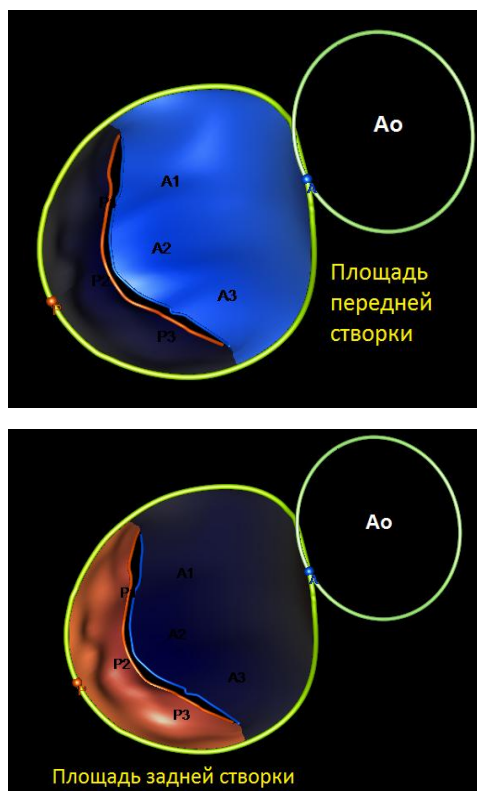 Ao
A1
A
P1
A2
Площадь
передней
створки
P2
A3
P
P3
Ao
A1
A
P1
A2
P2
A3
P
P3
Площадь задней створки